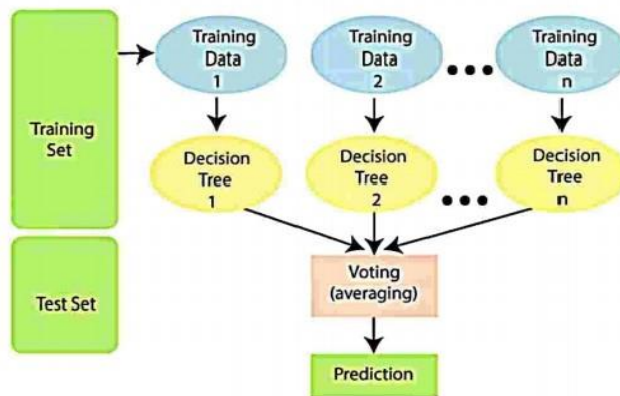 Training
Set
Test Set
Training
Data
1
Training
Data
2
Training
Data
n
Decision
Tree
1
Decision
Tree
2
Decision
Tree
n
Voting
(averaging)
Prediction